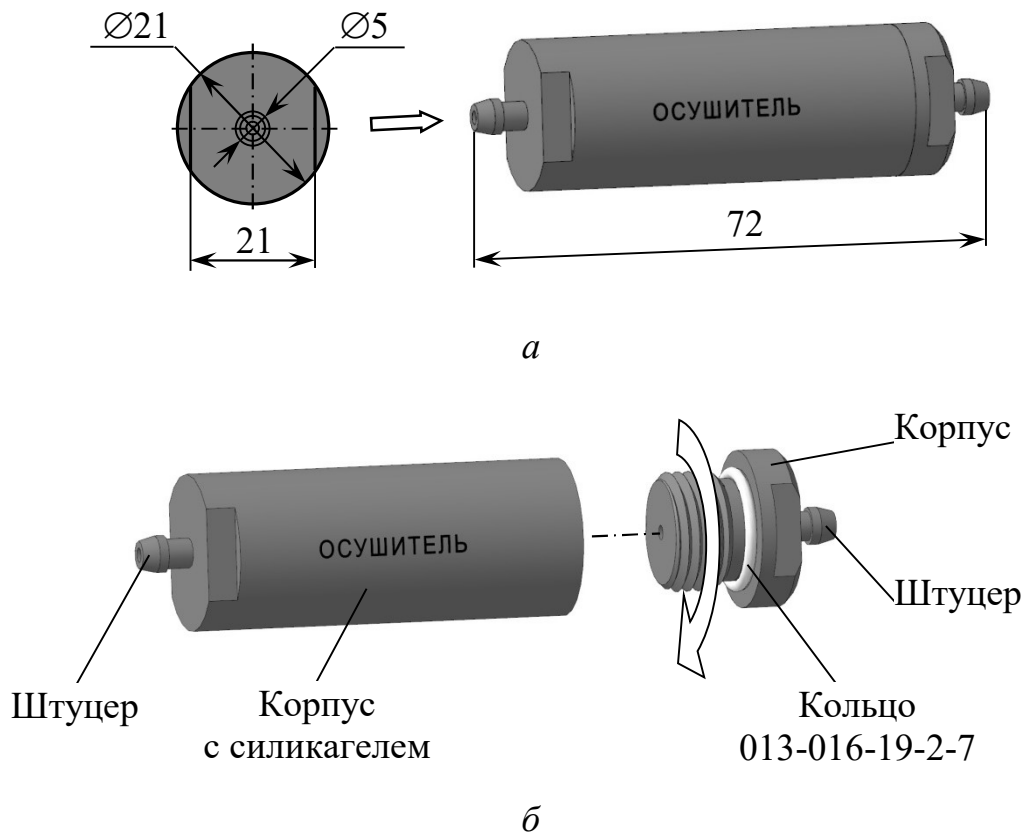 ∅21
∅5
ОСУШИТЕЛЬ
21
72
а
Корпус
ОСУШИТЕЛЬ
Штуцер
Штуцер
Корпус
с силикагелем
Кольцо
013-016-19-2-7
б